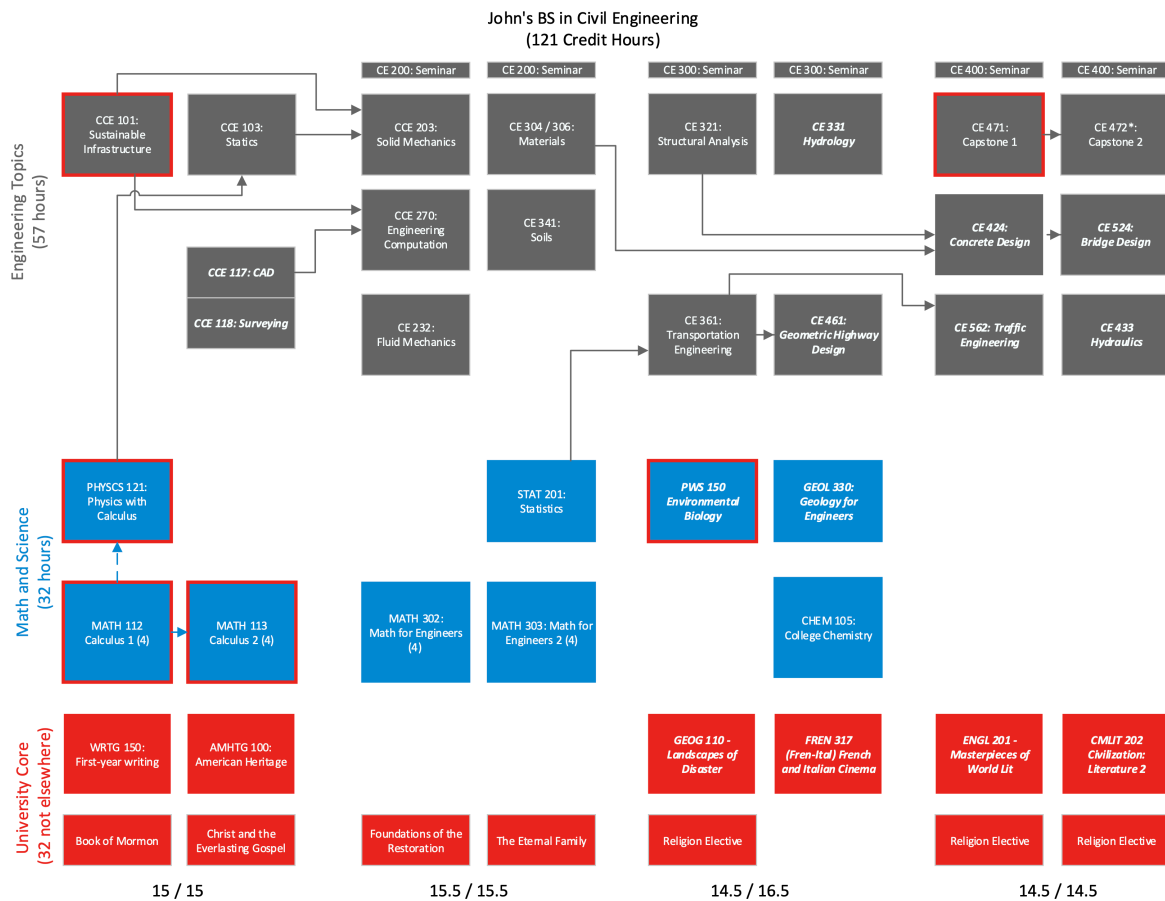 John's BS in Civil Engineering
(121 Credit Hours)
CE 200: Seminar
CE 200: Seminar
CE 300: Seminar
CE 300: Seminar
CE 400: Seminar
CE 400: Seminar
Engineering Topics
(57 hours)
CCE 101:
Sustainable
Infrastructure
CCE 103:
Statics
CCE 203:
Solid Mechanics
CE 304 / 306:
Materials
CE 321:
Structural Analysis
CE 331
Hydrology
CE 471:
Capstone 1
CE 472*:
Capstone 2
CCE 270:
Engineering
Computation
CE 341:
Soils
CE 424:
Concrete Design
CE 524:
Bridge Design
CCE 117: CAD
CCE 118: Surveying
CE 232:
Fluid Mechanics
CE 361:
Transportation
Engineering
CE 461:
Geometric Highway
Design
CE 562: Traffic
Engineering
CE 433
Hydraulics
Math and Science
(32 hours)
PHYSCS 121:
Physics with
Calculus
STAT 201:
Statistics
PWS 150
Environmental
Biology
GEOL 330:
Geology for
Engineers
MATH 112
Calculus 1 (4)
MATH 113
Calculus 2 (4)
MATH 302:
Math for Engineers
(4)
MATH 303: Math for
Engineers 2 (4)
CHEM 105:
College Chemistry
University Core
(32 not elsewhere)
WRTG 150:
First-year writing
AMHTG 100:
American Heritage
GEOG 110 -
Landscapes of
Disaster
FREN 317
(Fren-Ital) French
and Italian Cinema
ENGL 201 -
Masterpieces of
World Lit
CMLIT 202
Civilization:
Literature 2
Book of Mormon
Christ and the
Everlasting Gospel
Foundations of the
Restoration
The Eternal Family
Religion Elective
Religion Elective
Religion Elective
15 / 15
15.5 / 15.5
14.5 / 16.5
14.5 / 14.5